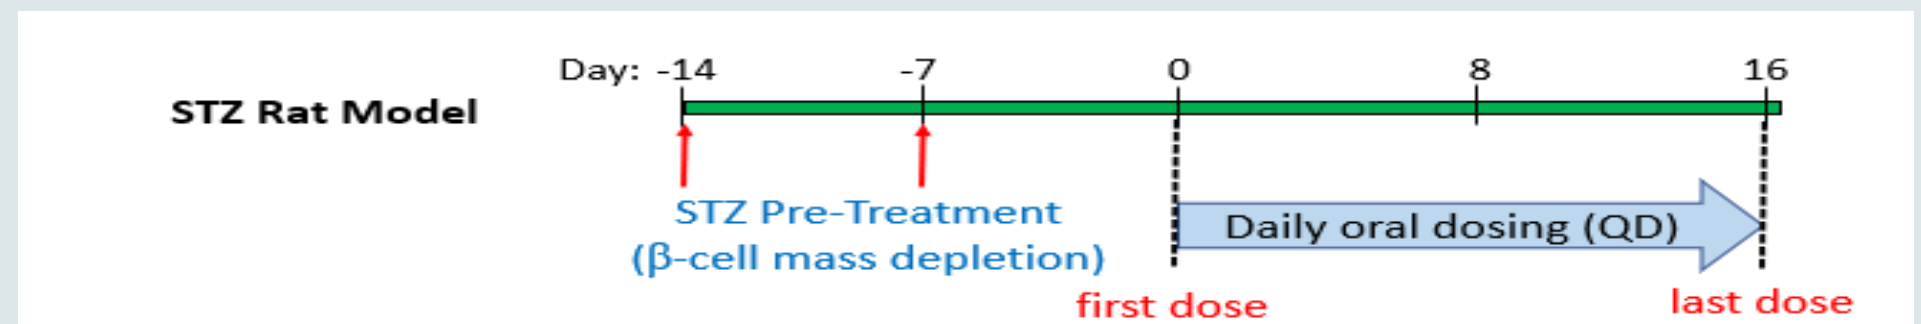 Day: -14 -7 0 8 16
STZ Rat Model
STZ Pre-Treatment
(β-cell mass depletion)
Daily oral dosing (QD)
first dose
last dose